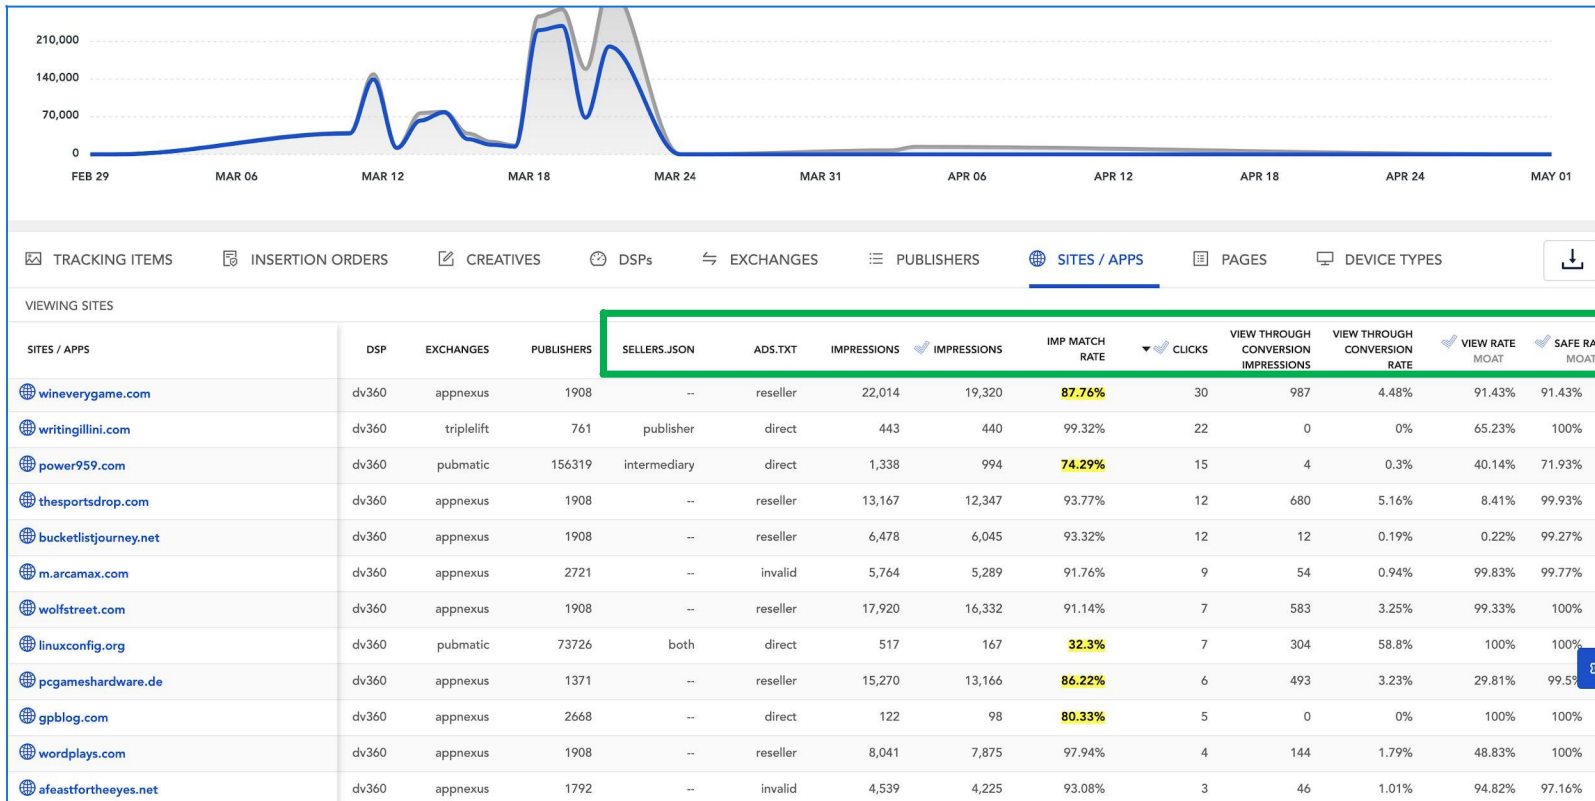 210,000
140,000
70,000
0
FEB 29 MAR 06 MAR 12 MAR 18 MAR 24 MAR 31 APR 06 APR 12 APR 18 APR 24 MAY 01
TRACKING ITEMS INSERTION ORDERS CREATIVES DSPs EXCHANGES PUBLISHERS SITES / APPS PAGES DEVICE TYPES
VIEWING SITES
SITES / APPS DSP EXCHANGES PUBLISHERS SELLERS.JSON ADS.TXT IMPRESSIONS IMPRESSIONS IMP MATCH RATE CLICKS VIEW THROUGH CONVERSION IMPRESSIONS VIEW THROUGH CONVERSION RATE VIEW RATE MOAT SAFE RA MOAT
wineverygame.com dv360 appnexus 1908 -- reseller 22,014 19,320 87.76% 30 987 4.48% 91.43% 91.43%
writingillini.com dv360 triplelift 761 publisher direct 443 440 99.32% 22 0 0% 65.23% 100%
power959.com dv360 pubmatic 156319 intermediary direct 1,338 994 74.29% 15 4 0.3% 40.14% 71.93%
thesportsdrop.com dv360 appnexus 1908 -- reseller 13,167 12,347 93.77% 12 680 5.16% 8.41% 99.93%
bucketlistjourney.net dv360 appnexus 1908 -- reseller 6,478 6,045 93.32% 12 12 0.19% 0.22% 99.27%
m.arcamax.com dv360 appnexus 2721 -- invalid 5,764 5,289 91.76% 9 54 0.94% 99.83% 99.77%
wolfstreet.com dv360 appnexus 1908 -- reseller 17,920 16,332 91.14% 7 583 3.25% 99.33% 100%
linuxconfig.org dv360 pubmatic 73726 both direct 517 167 32.3% 7 304 58.8% 100% 100%
pcgameshardware.de dv360 appnexus 1371 -- reseller 15,270 13,166 86.22% 6 493 3.23% 29.81% 99.5%
gpblog.com dv360 appnexus 2668 -- direct 122 98 80.33% 5 0 0% 100% 100%
wordplays.com dv360 appnexus 1908 -- reseller 8,041 7,875 97.94% 4 144 1.79% 48.83% 100%
afeastfortheeyes.net dv360 appnexus 1792 -- invalid 4,539 4,225 93.08% 3 46 1.01% 94.82% 97.16%